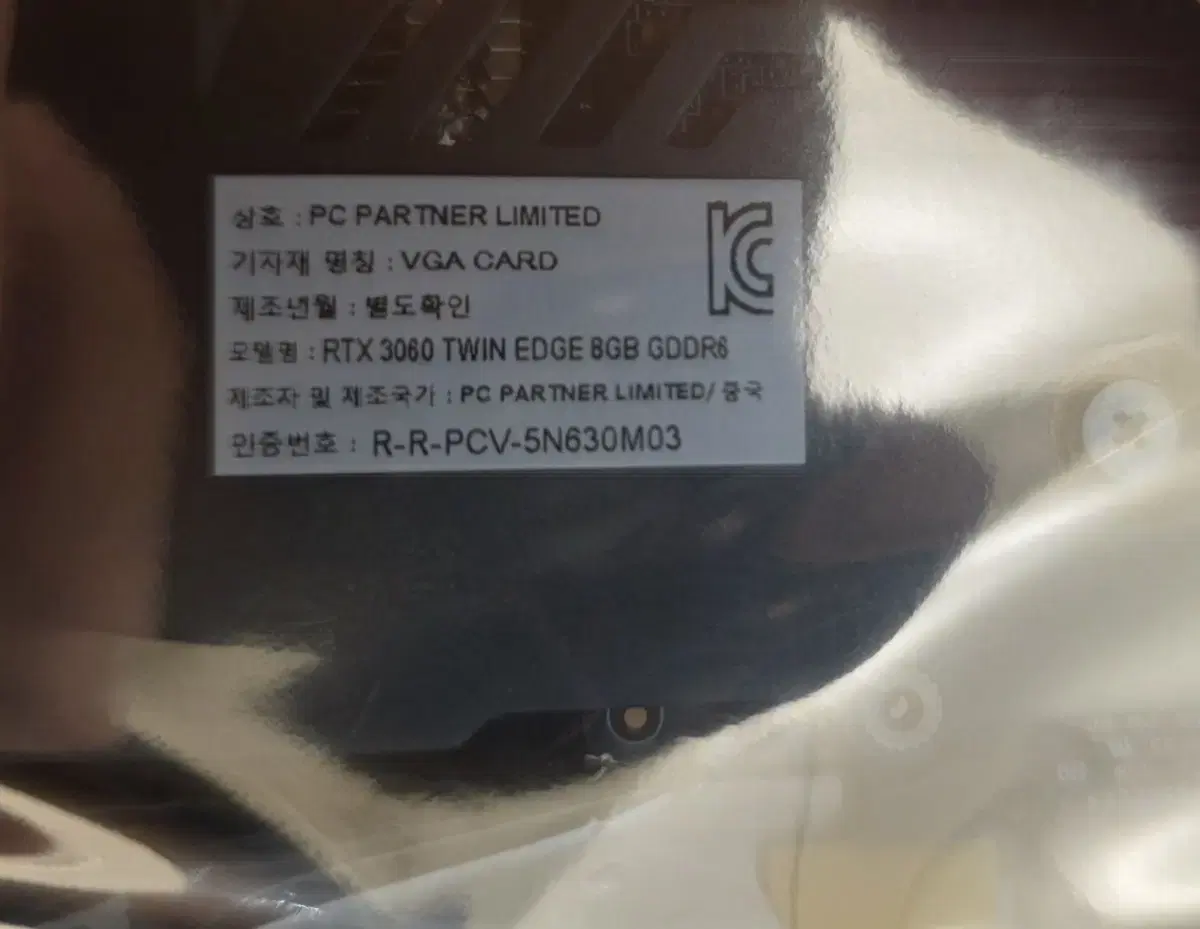 상호 : PC PARTNER LIMITED
기자재 명칭 : VGA CARD
제조년월 : 별도확인
모델명 : RTX 3060 TWIN EDGE 8GB GDDR6
제조자 및 제조국가 : PC PARTNER LIMITED/ 중국
인증번호 : R-R-PCV-5N630M03